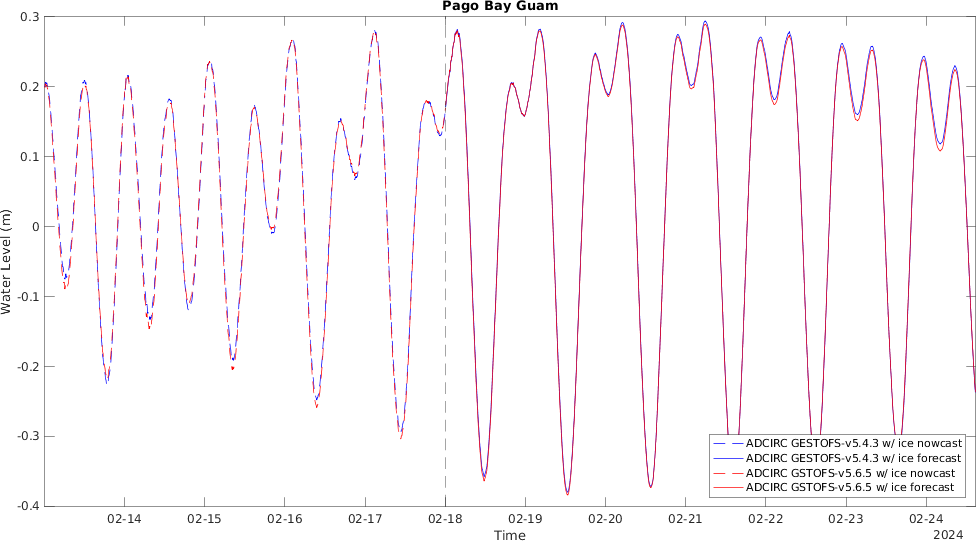 Pago Bay Guam
Water Level (m)
0.3
0.2
0.1
0
-0.1
-0.2
-0.3
-0.4
ADCIRC GESTOFS-v5.4.3 w/ ice nowcast
ADCIRC GESTOFS-v5.4.3 w/ ice forecast
ADCIRC GSTOFS-v5.6.5 w/ ice nowcast
ADCIRC GSTOFS-v5.6.5 w/ ice forecast
02-14 02-15 02-16 02-17 02-18 02-19 02-20 02-21 02-22 02-23 02-24
Time
2024